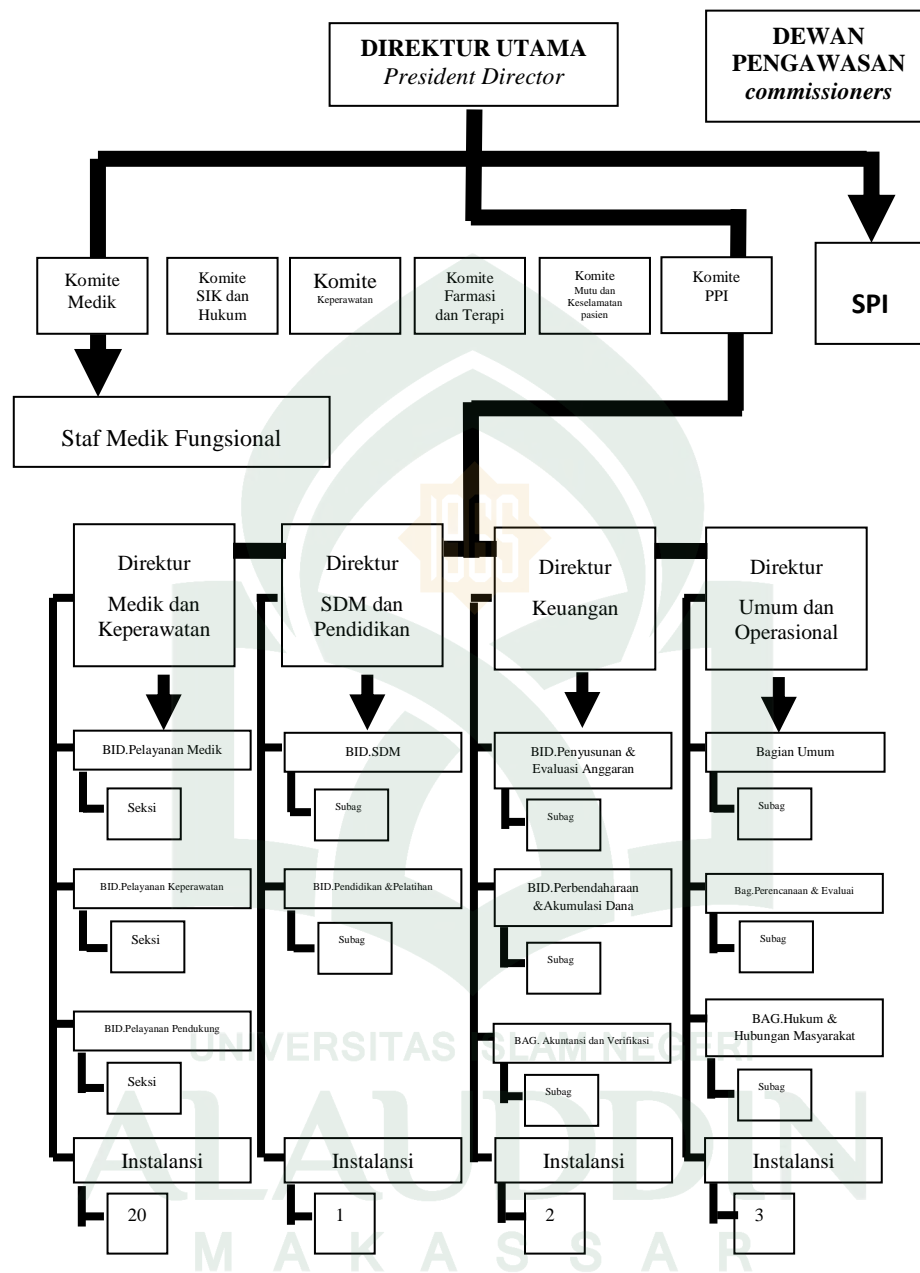 DIREKTUR UTAMA
President Director
DEWAN
PENGAWASAN
commissioners
Komite
Medik
Komite
SIK dan
Hukum
Komite
Keperawatan
Komite
Farmasi
dan Terapi
Komite
Mutu dan
Keselamatan
pasien
Komite
PPI
SPI
Staf Medik Fungsional
Direktur
Medik dan
Keperawatan
Direktur
SDM dan
Pendidikan
Direktur
Keuangan
Direktur
Umum dan
Operasional
BID.Pelayanan Medik
Seksi
BID.Pelayanan Keperawatan
Seksi
BID.Pelayanan Pendukung
Seksi
Instalansi
20
BID.SDM
Subag
BID.Pendidikan &Pelatihan
Subag
Instalansi
1
BID.Penyusunan &
Evaluasi Anggaran
Subag
BID.Perbendaharaan
&Akumulasi Dana
Subag
BAG. Akuntansi dan Verifikasi
Subag
Instalansi
2
Bagian Umum
Subag
Bag.Perencanaan & Evaluai
Subag
BAG.Hukum &
Hubungan Masyarakat
Subag
Instalansi
3
UNIVERSITAS ISLAM NEGERI
ALAUDDIN
MAKASSAR